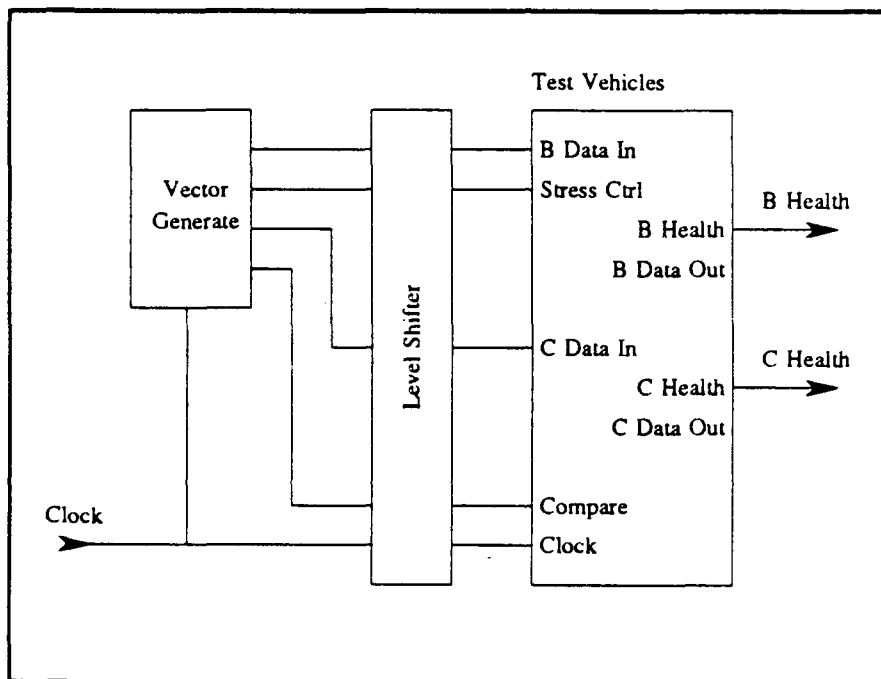 Test Vehicles
Vector
Generate
Level Shifter
B Data In
Stress Ctrl
B Health
B Data Out
C Data In
C Health
C Data Out
Compare
Clock
B Health
C Health
Clock